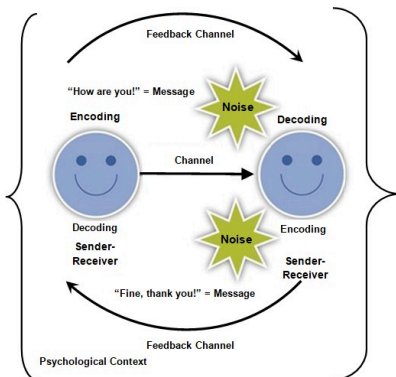 Feedback Channel
“How are you!” = Message
Noise
Encoding
Decoding
Channel
Decoding
Encoding
Noise
Sender-
Receiver
Sender-
Receiver
“Fine, thank you!” = Message
Feedback Channel
Psychological Context